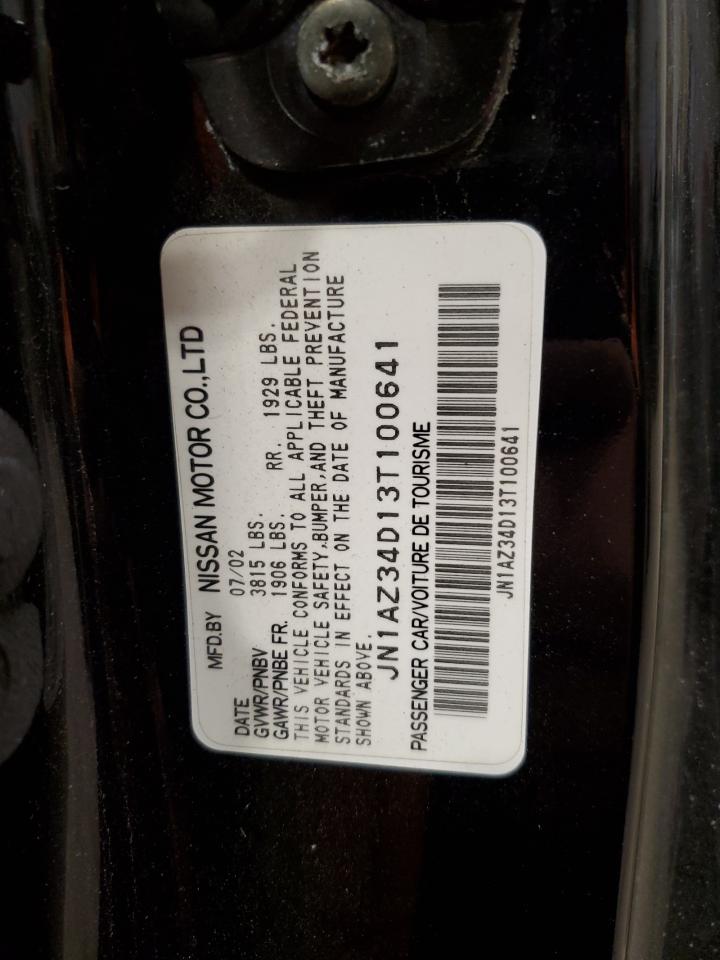 MFD.BY NISSAN MOTOR CO.,LTD
DATE 07/02
GVWR/PNBV 3815 LBS.
GAWR/PNBE FR. 1906 LBS. RR. 1929 LBS.
THIS VEHICLE CONFORMS TO ALL APPLICABLE FEDERAL
MOTOR VEHICLE SAFETY,BUMPER,AND THEFT PREVENTION
STANDARDS IN EFFECT ON THE DATE OF MANUFACTURE
SHOWN ABOVE.
JN1AZ34D13T100641
PASSENGER CAR/VOITURE DE TOURISME
JN1AZ34D13T100641